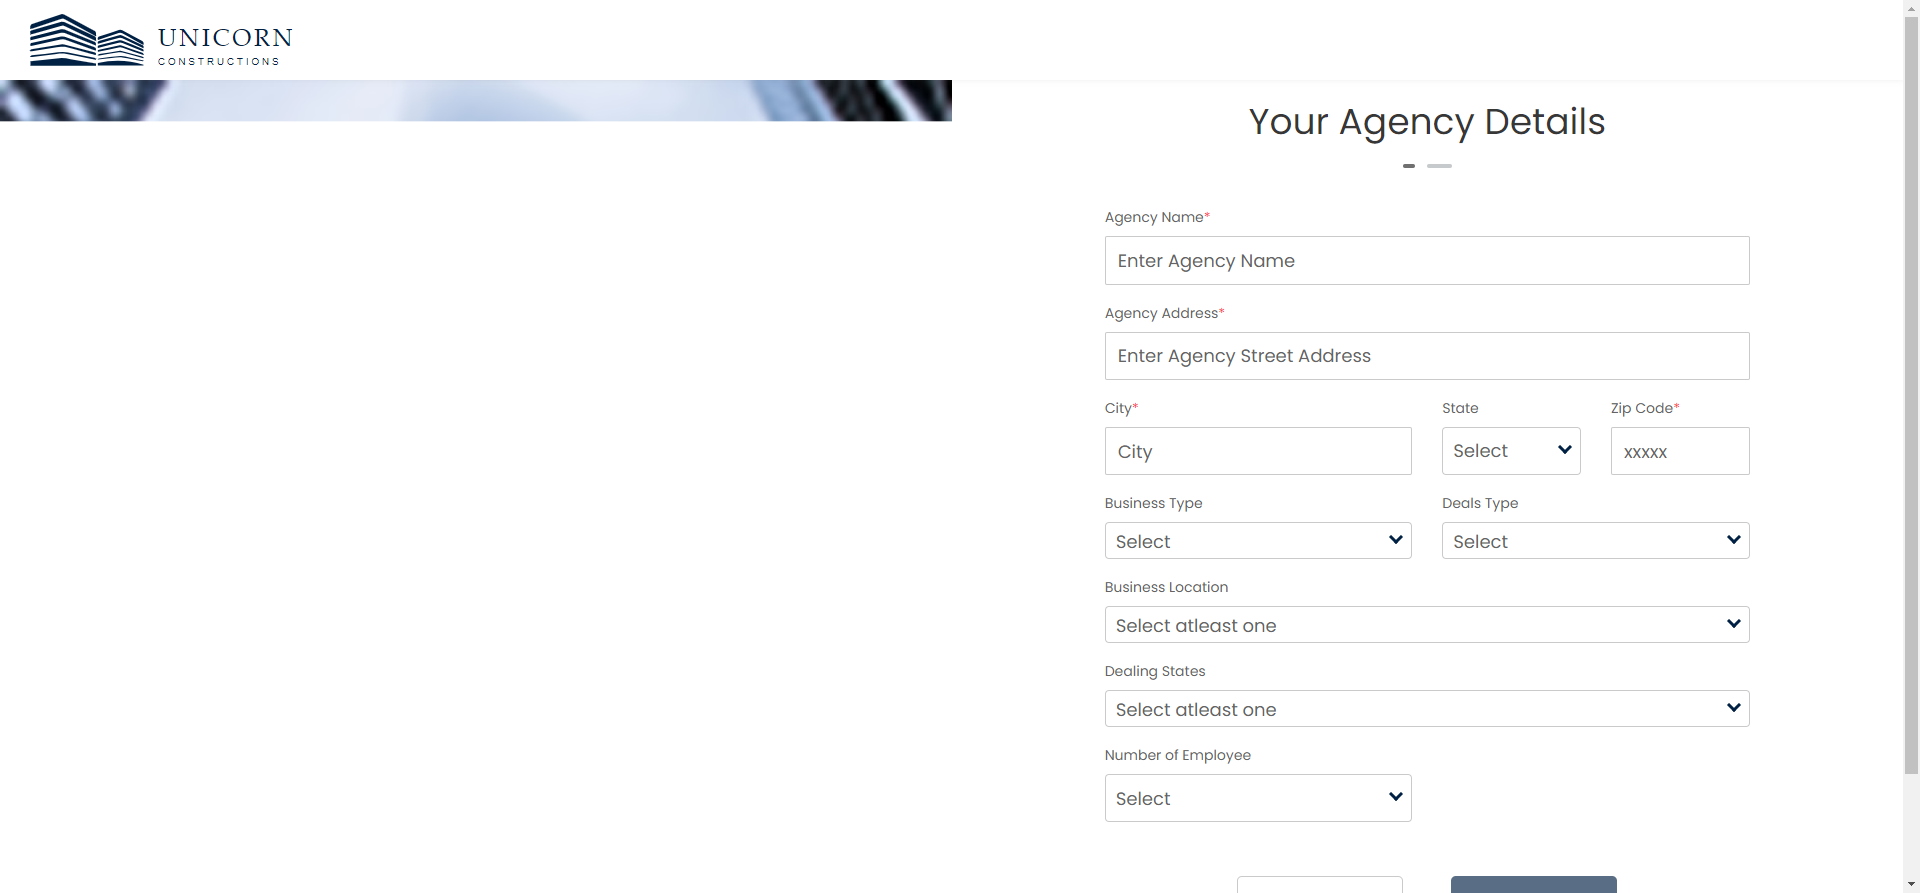 UNICORN
CONSTRUCTIONS
Your Agency Details
Agency Name*
Enter Agency Name
Agency Address*
Enter Agency Street Address
City* State Zip Code*
City Select xxxxx
Business Type Deals Type
Select Select
Business Location
Select atleast one
Dealing States
Select atleast one
Number of Employee
Select